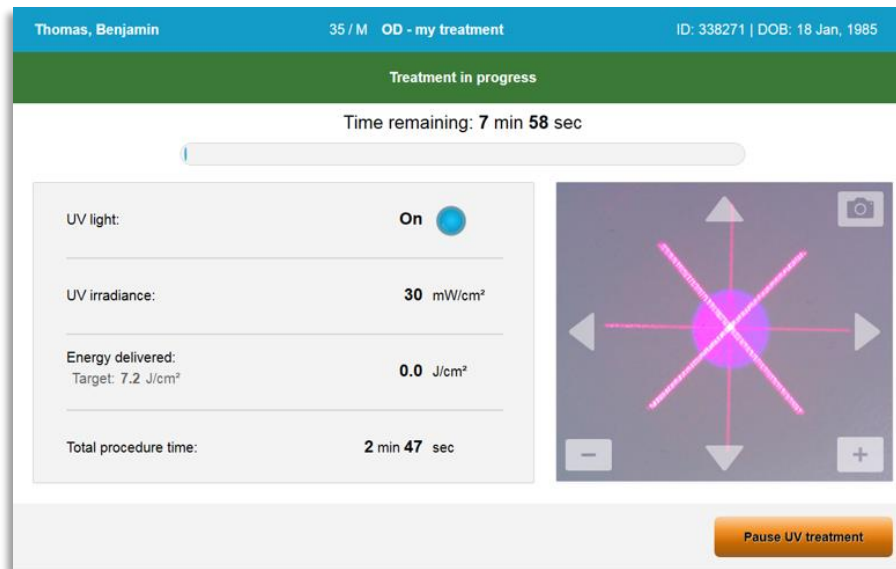 Thomas, Benjamin 35 / M OD - my treatment ID: 338271 | DOB: 18 Jan, 1985
Treatment in progress
Time remaining: 7 min 58 sec
UV light: On
UV irradiance: 30 mW/cm²
Energy delivered:
Target: 7.2 J/cm²
0.0 J/cm²
Total procedure time: 2 min 47 sec
Pause UV treatment